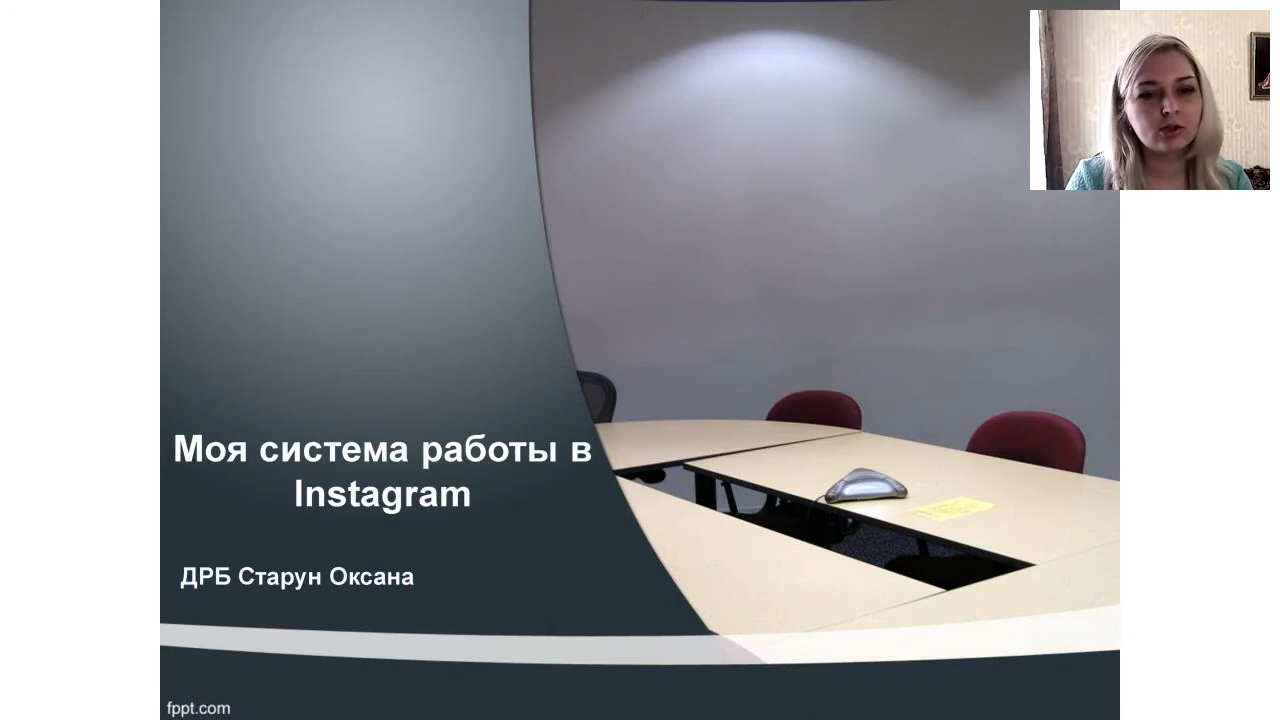 Моя система работы в
Instagram
ДРБ Старун Оксана
fppt.com